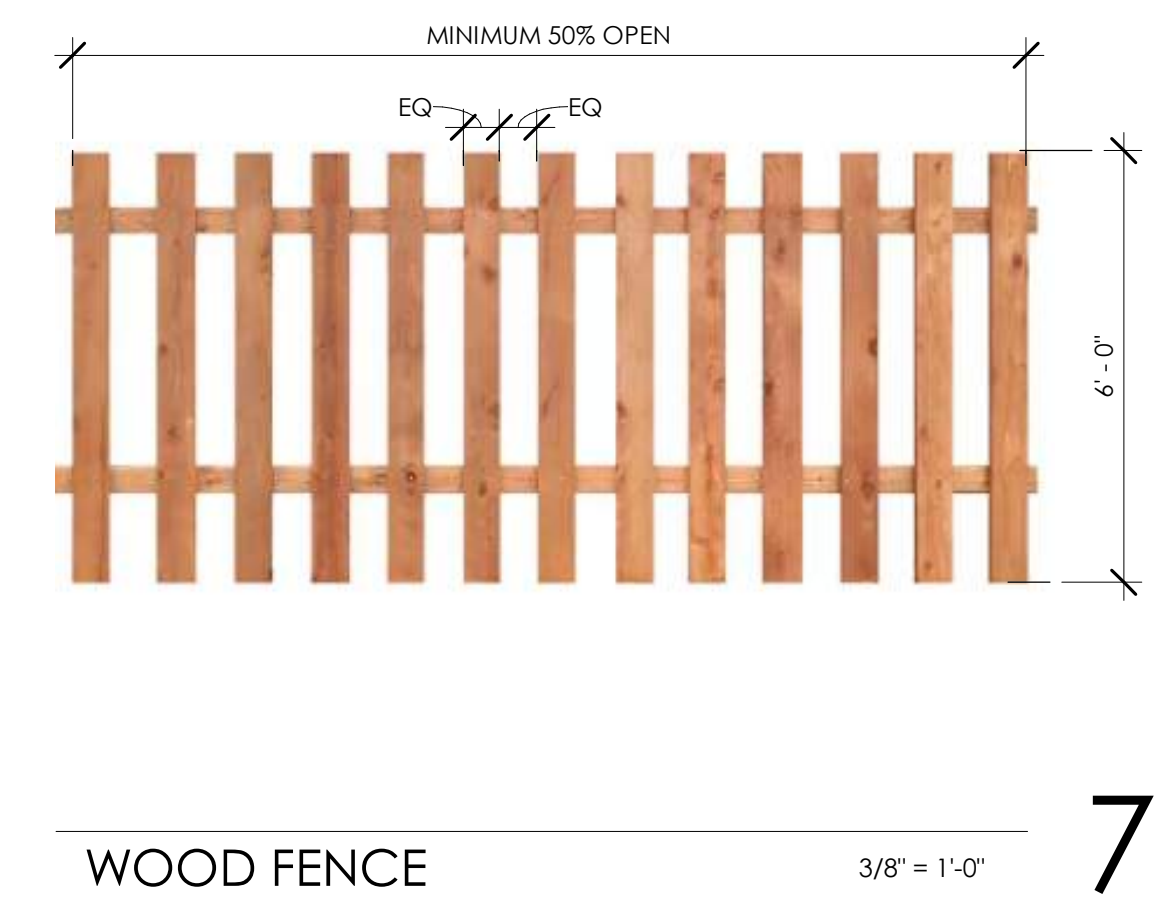 MINIMUM 50% OPEN
EQ EQ
6' - 0"
WOOD FENCE
3/8" = 1'-0"
7